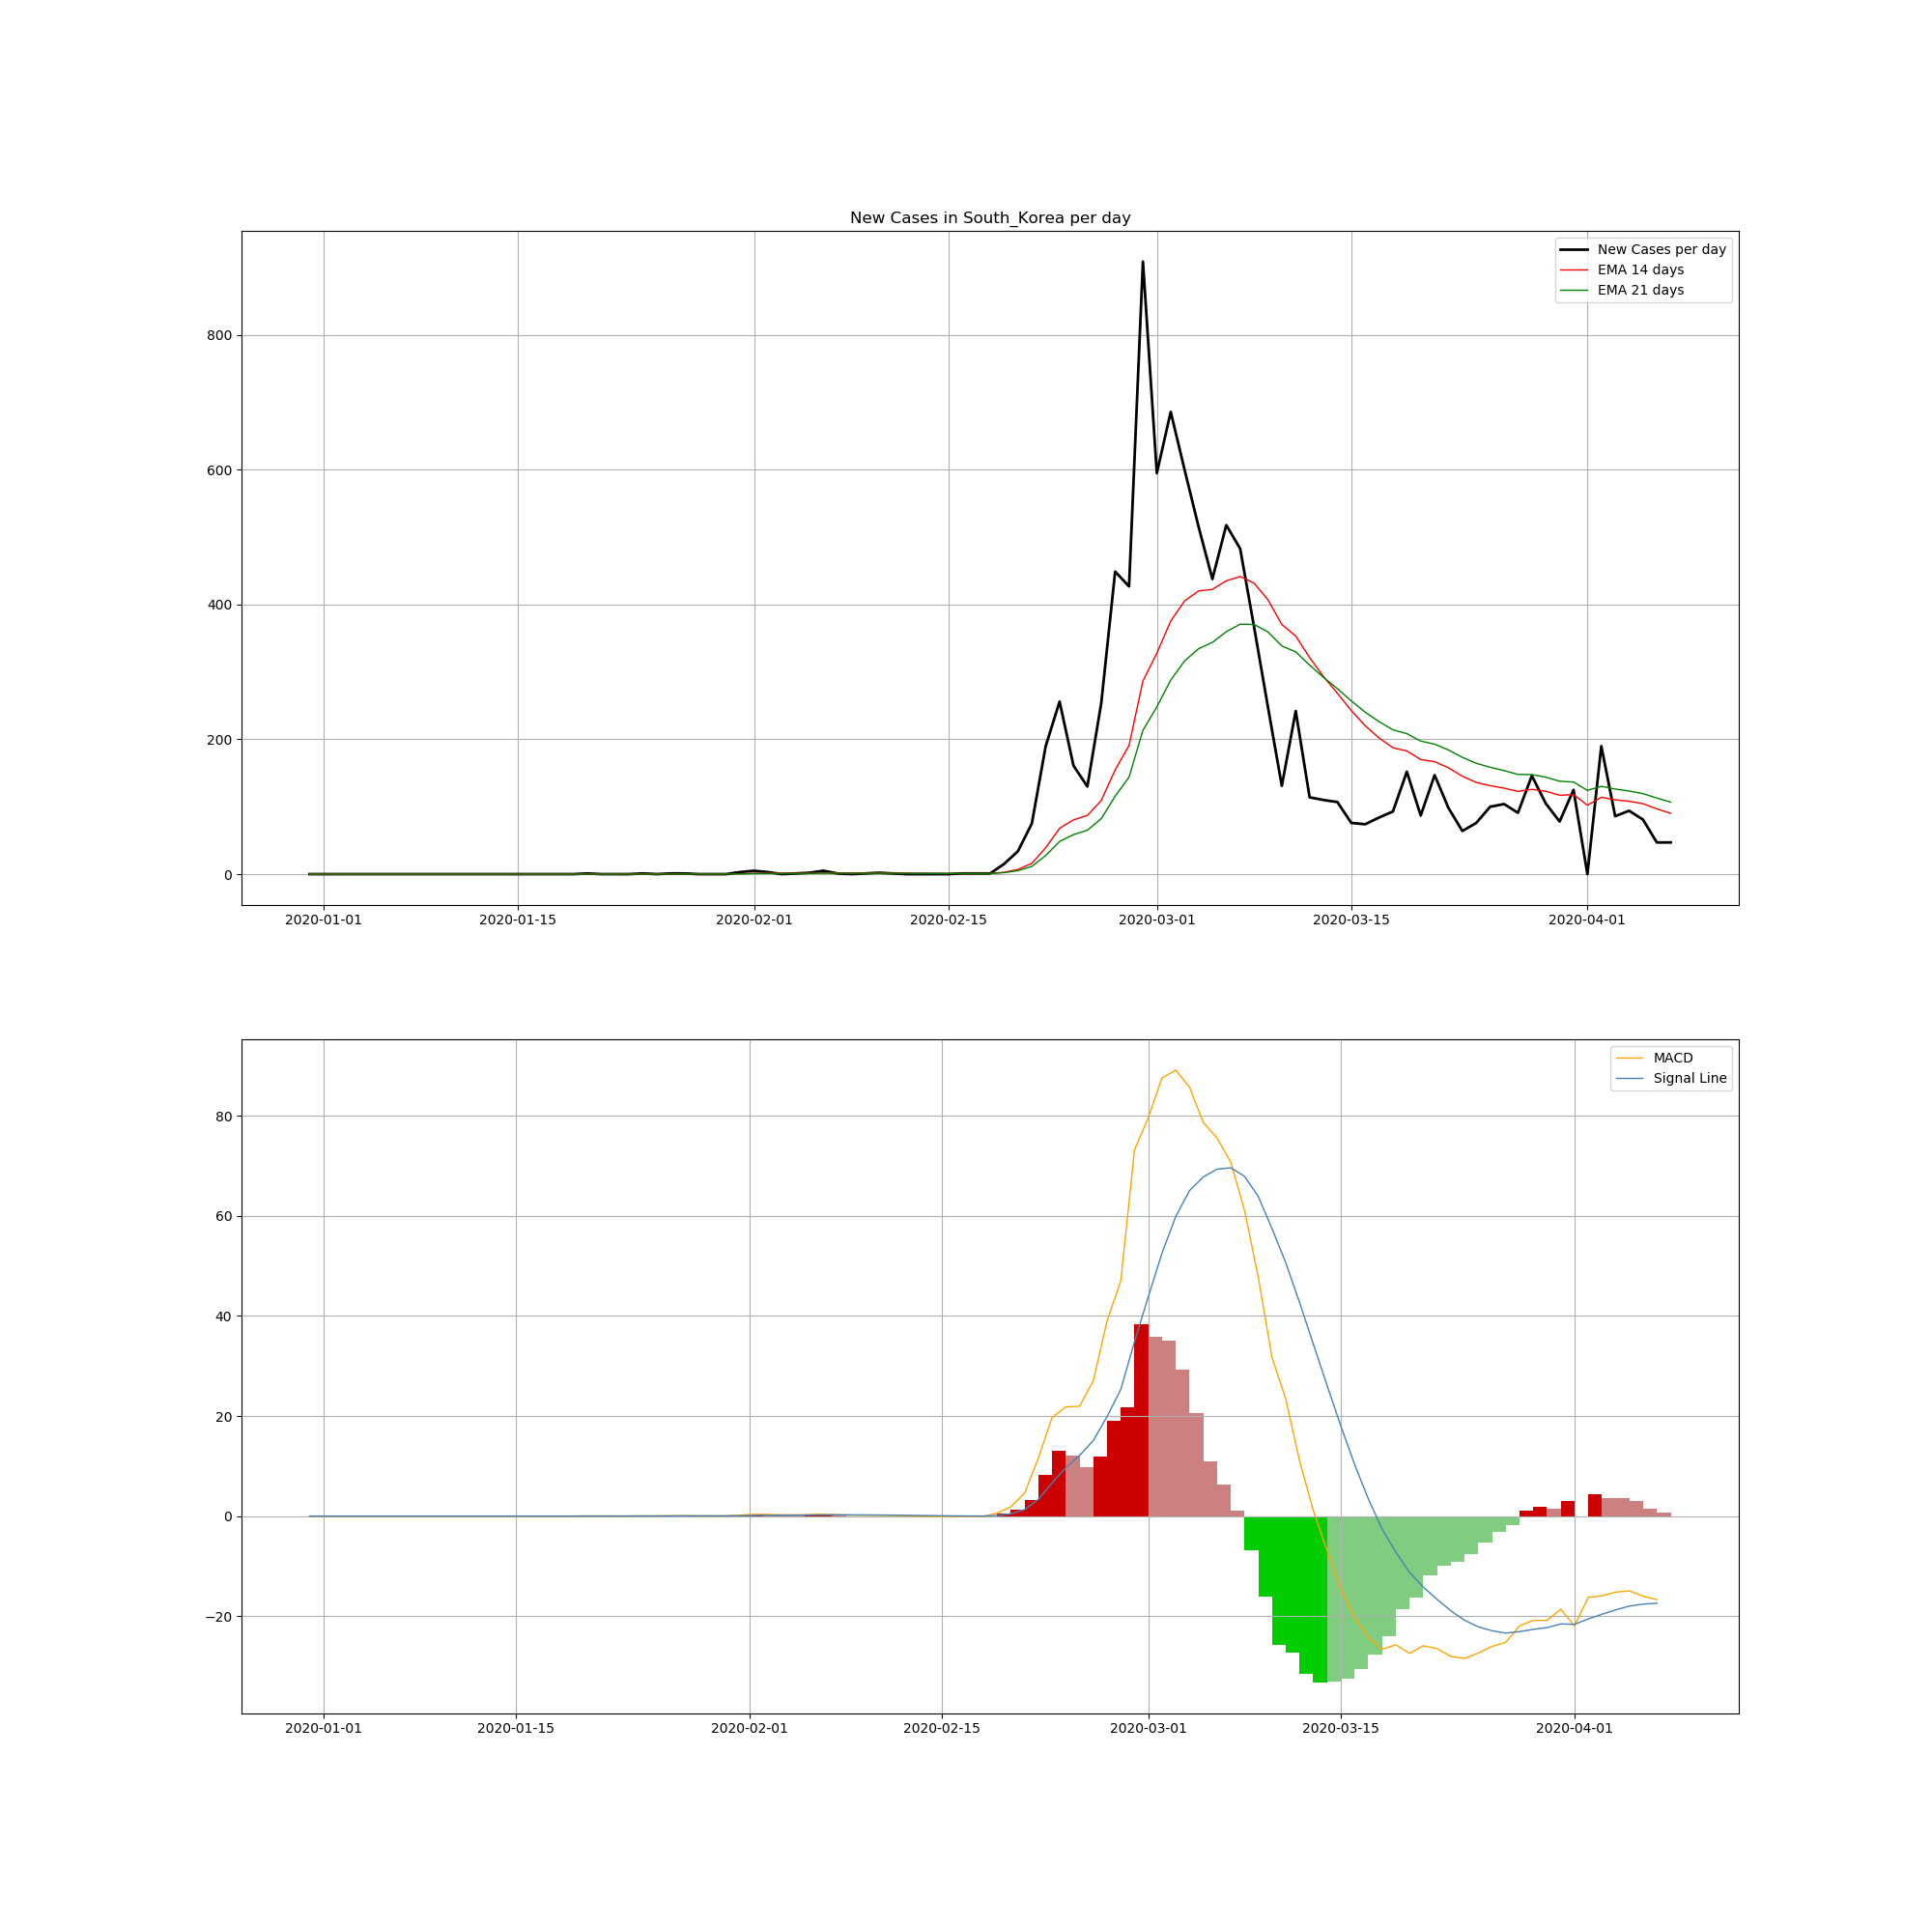 New Cases in South_Korea per day
New Cases per day
EMA 14 days
EMA 21 days
800
600
400
200
0
2020-01-01 2020-01-15 2020-02-01 2020-02-15 2020-03-01 2020-03-15 2020-04-01
MACD
Signal Line
80
60
40
20
0
−20
2020-01-01 2020-01-15 2020-02-01 2020-02-15 2020-03-01 2020-03-15 2020-04-01